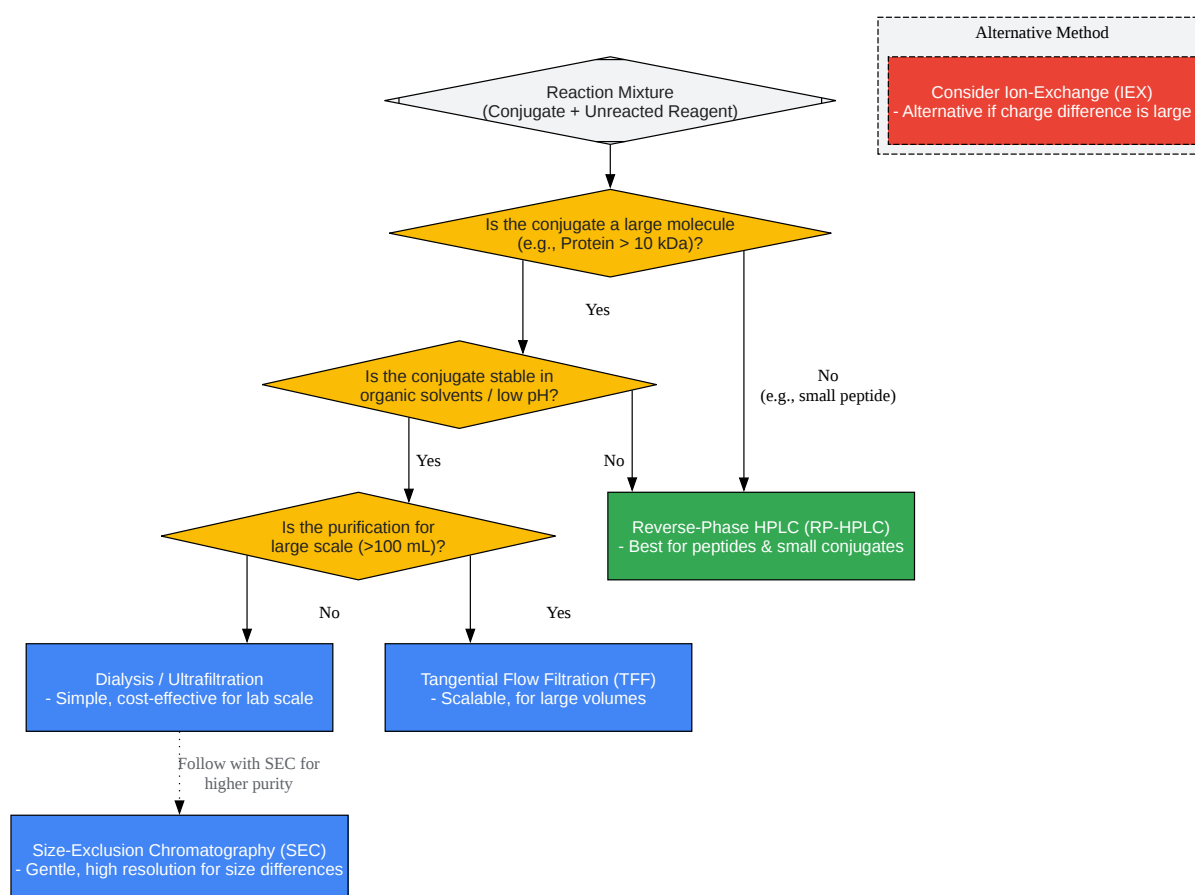 Alternative Method
Consider Ion-Exchange (IEX)
- Alternative if charge difference is large
Reaction Mixture
(Conjugate + Unreacted Reagent)
Is the conjugate a large molecule
(e.g., Protein > 10 kDa)?
Yes
No
(e.g., small peptide)
Is the conjugate stable in
organic solvents / low pH?
Yes
No
Is the purification for
large scale (>100 mL)?
Reverse-Phase HPLC (RP-HPLC)
- Best for peptides & small conjugates
No
Yes
Dialysis / Ultrafiltration
- Simple, cost-effective for lab scale
Tangential Flow Filtration (TFF)
- Scalable, for large volumes
Follow with SEC for
higher purity
Size-Exclusion Chromatography (SEC)
- Gentle, high resolution for size differences